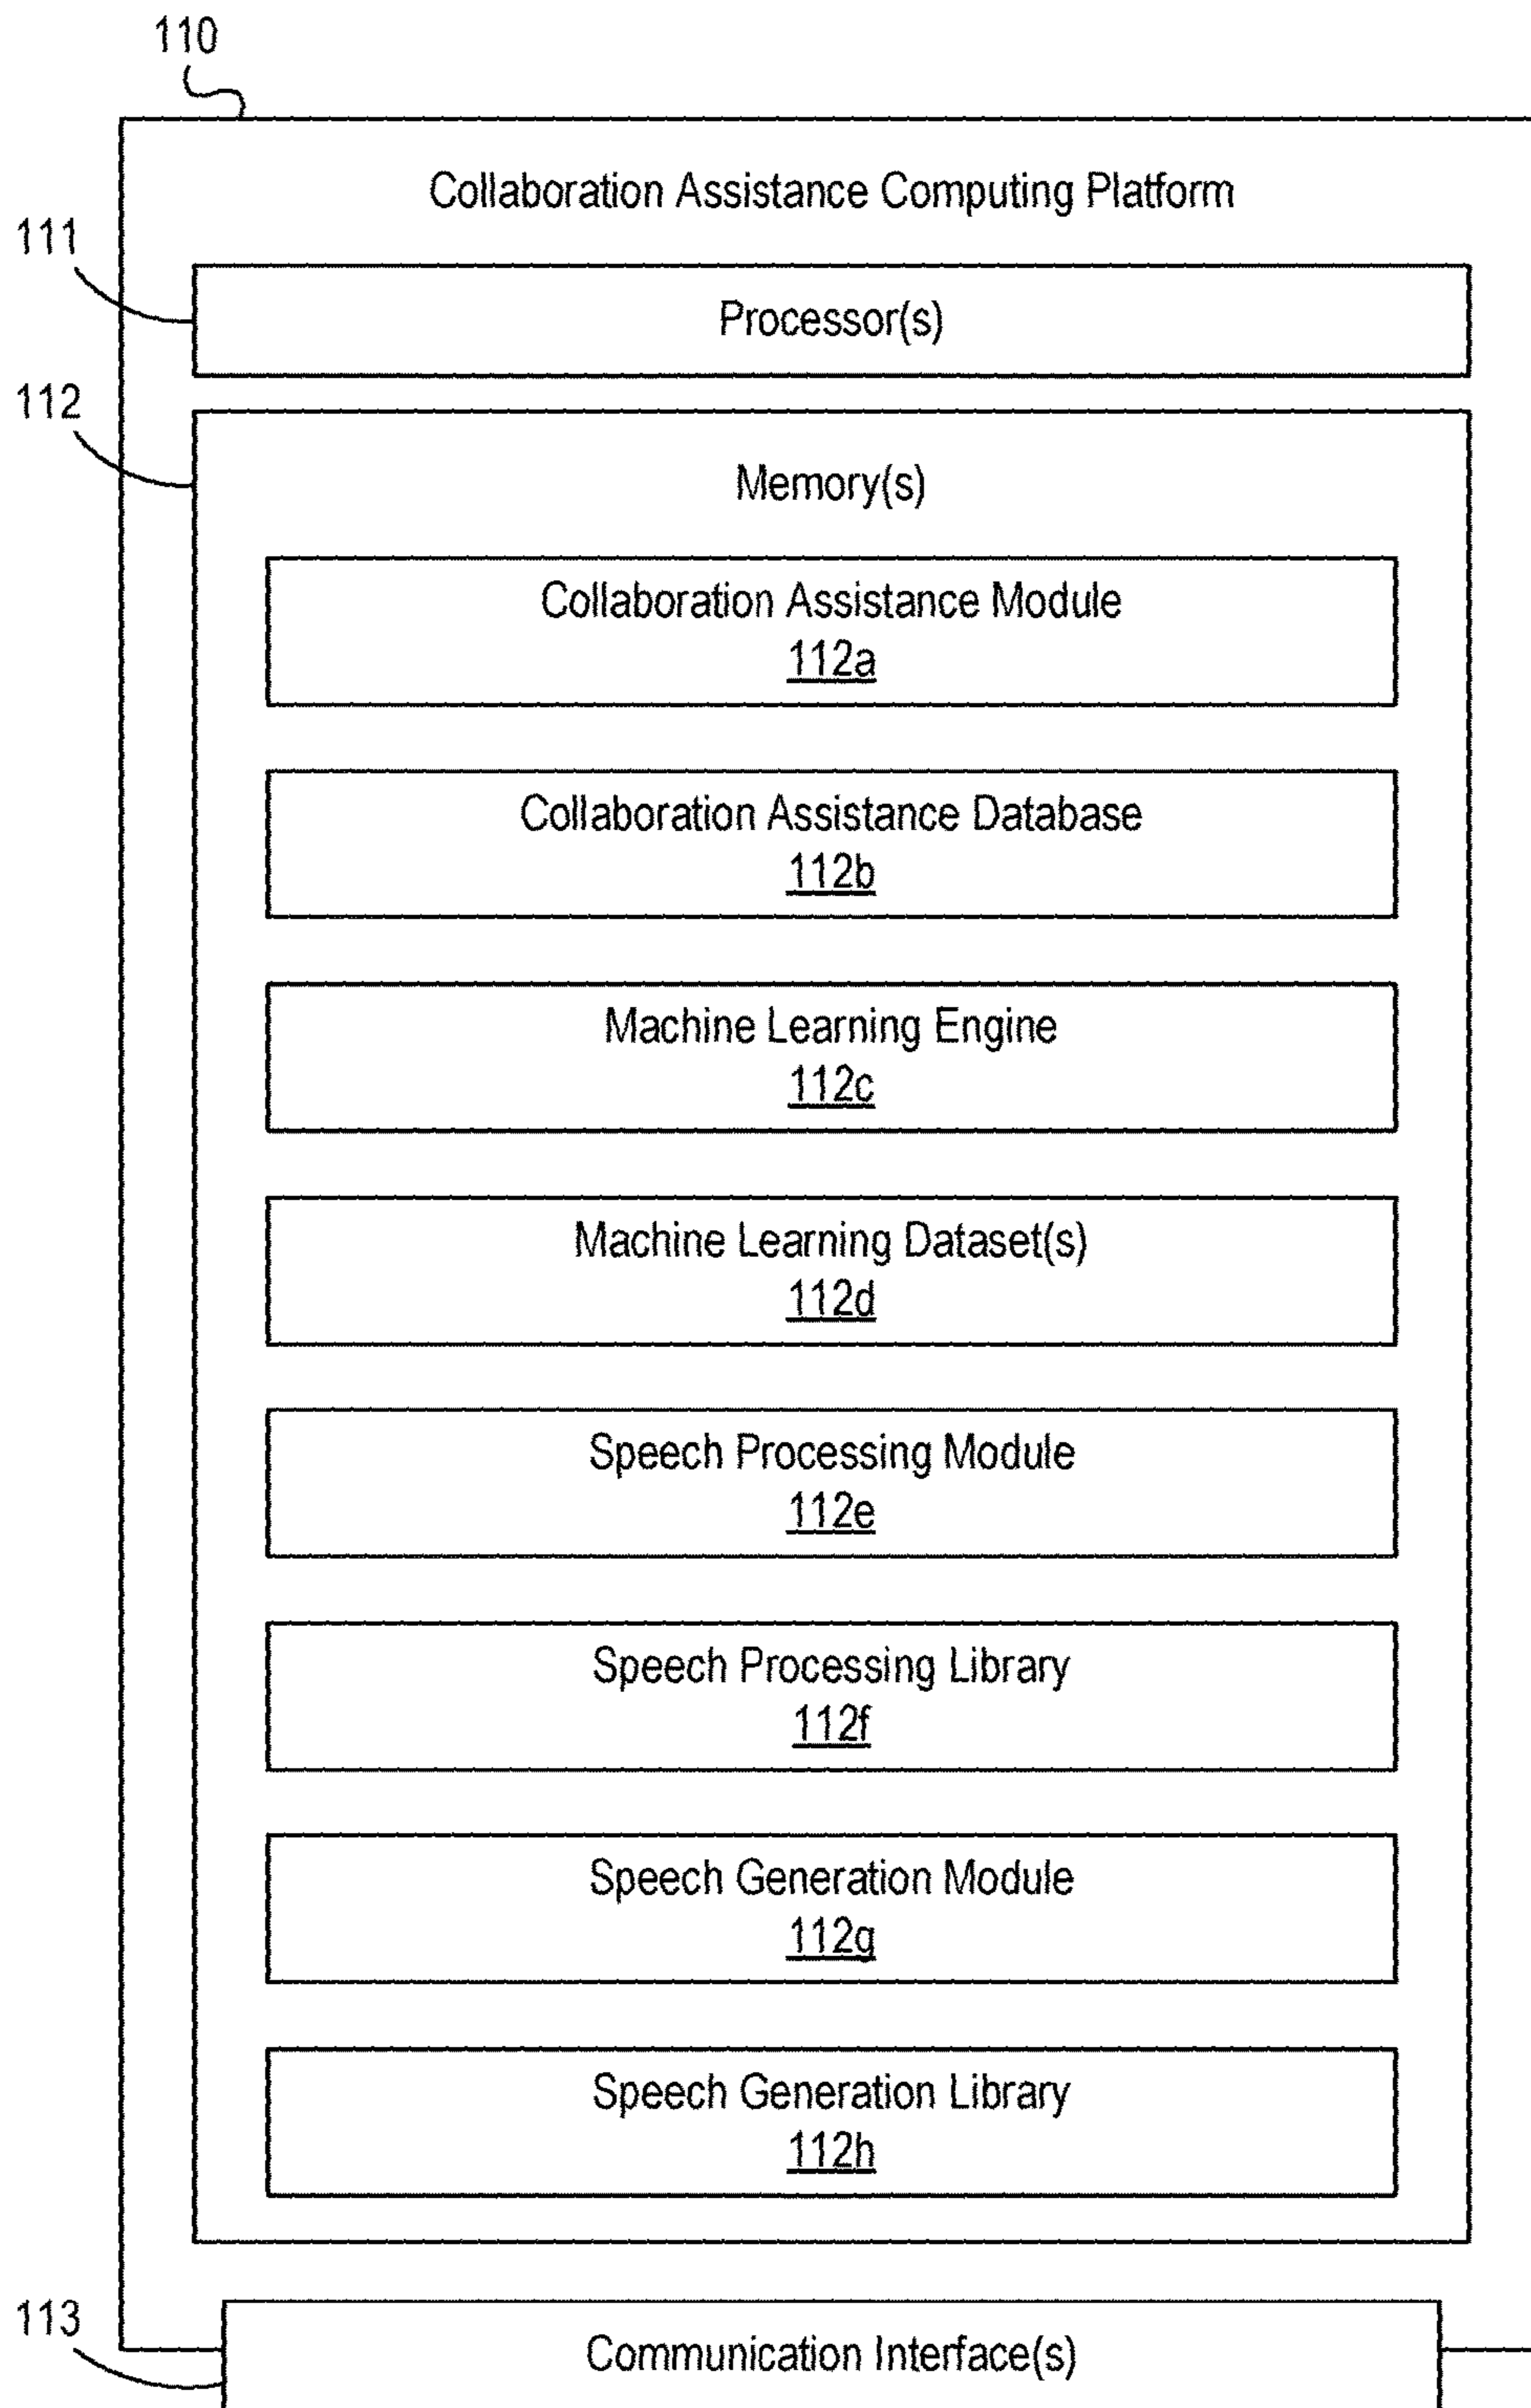 110
Collaboration Assistance Computing Platform
111
Processor(s)
112
Memory(s)
Collaboration Assistance Module
112a
Collaboration Assistance Database
112b
Machine Learning Engine
112c
Machine Learning Dataset(s)
112d
Speech Processing Module
112e
Speech Processing Library
112f
Speech Generation Module
112g
Speech Generation Library
112h
113
Communication Interface(s)